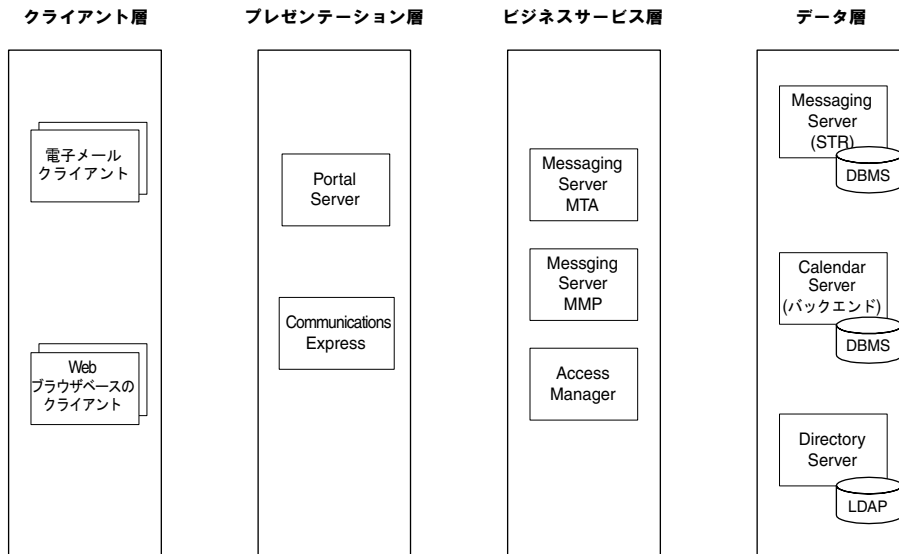 クライアント層
プレゼンテーション層
ビジネスサービス層
データ層
電子メール
クライアント
Web
ブラウザベースの
クライアント
Portal
Server
Communications
Express
Messaging
Server
MTA
Messging
Server
MMP
Access
Manager
Messaging
Server
(STR)
DBMS
Calendar
Server
(バックエンド)
DBMS
Directory
Server
LDAP